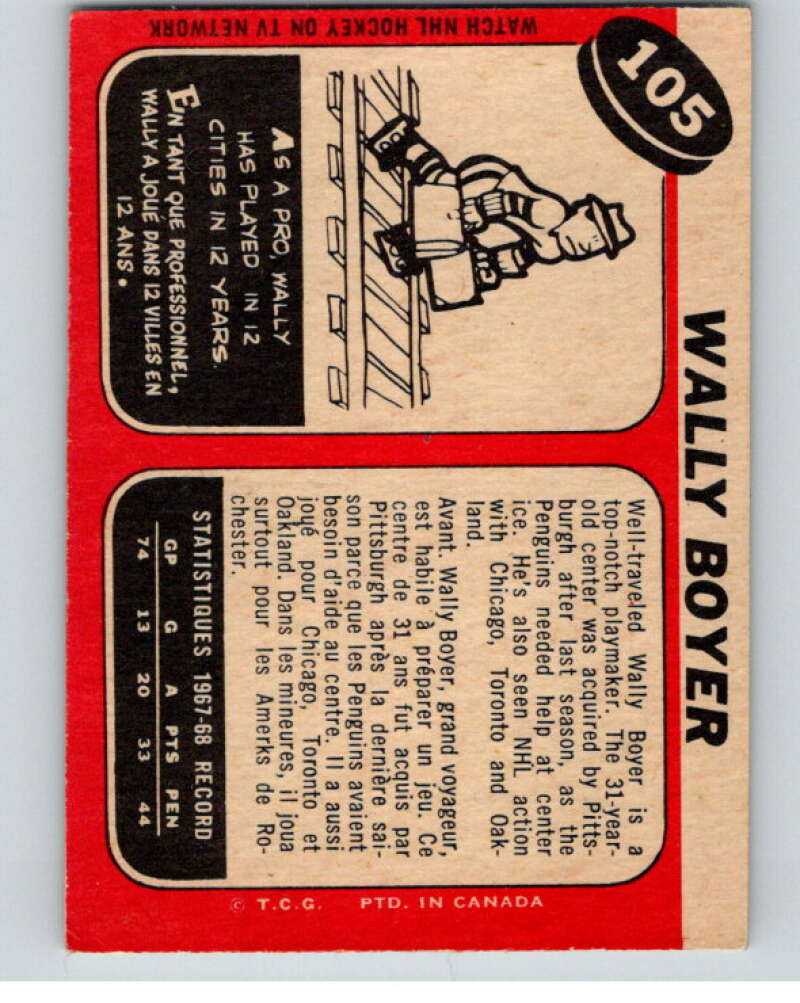 105
WALLY BOYER
WATCH NHL HOCKEY ON TV NETWORK
AS A PRO, WALLY
HAS PLAYED IN 12
CITIES IN 12 YEARS.
EN TANT QUE PROFESSIONNEL,
WALLY A JOUÉ DANS 12 VILLES EN
12 ANS.
Well-traveled Wally Boyer is a
top-notch playmaker. The 31-year-
old center was acquired by Pitts-
burgh after last season, as the
Penguins needed help at center
ice. He's also seen NHL action
with Chicago, Toronto and Oak-
land.
Avant. Wally Boyer, grand voyageur,
est habile à préparer un jeu. Ce
centre de 31 ans fut acquis par
Pittsburgh après la dernière sai-
son parce que les Penguins avaient
besoin d'aide au centre. Il a aussi
joué pour Chicago, Toronto et
Oakland. Dans les mineures, il joua
surtout pour les Amerks de Ro-
chester.
STATISTIQUES 1967-68 RECORD
GP G A PTS PEN
74 13 20 33 44
© T.C.G. PTD. IN CANADA